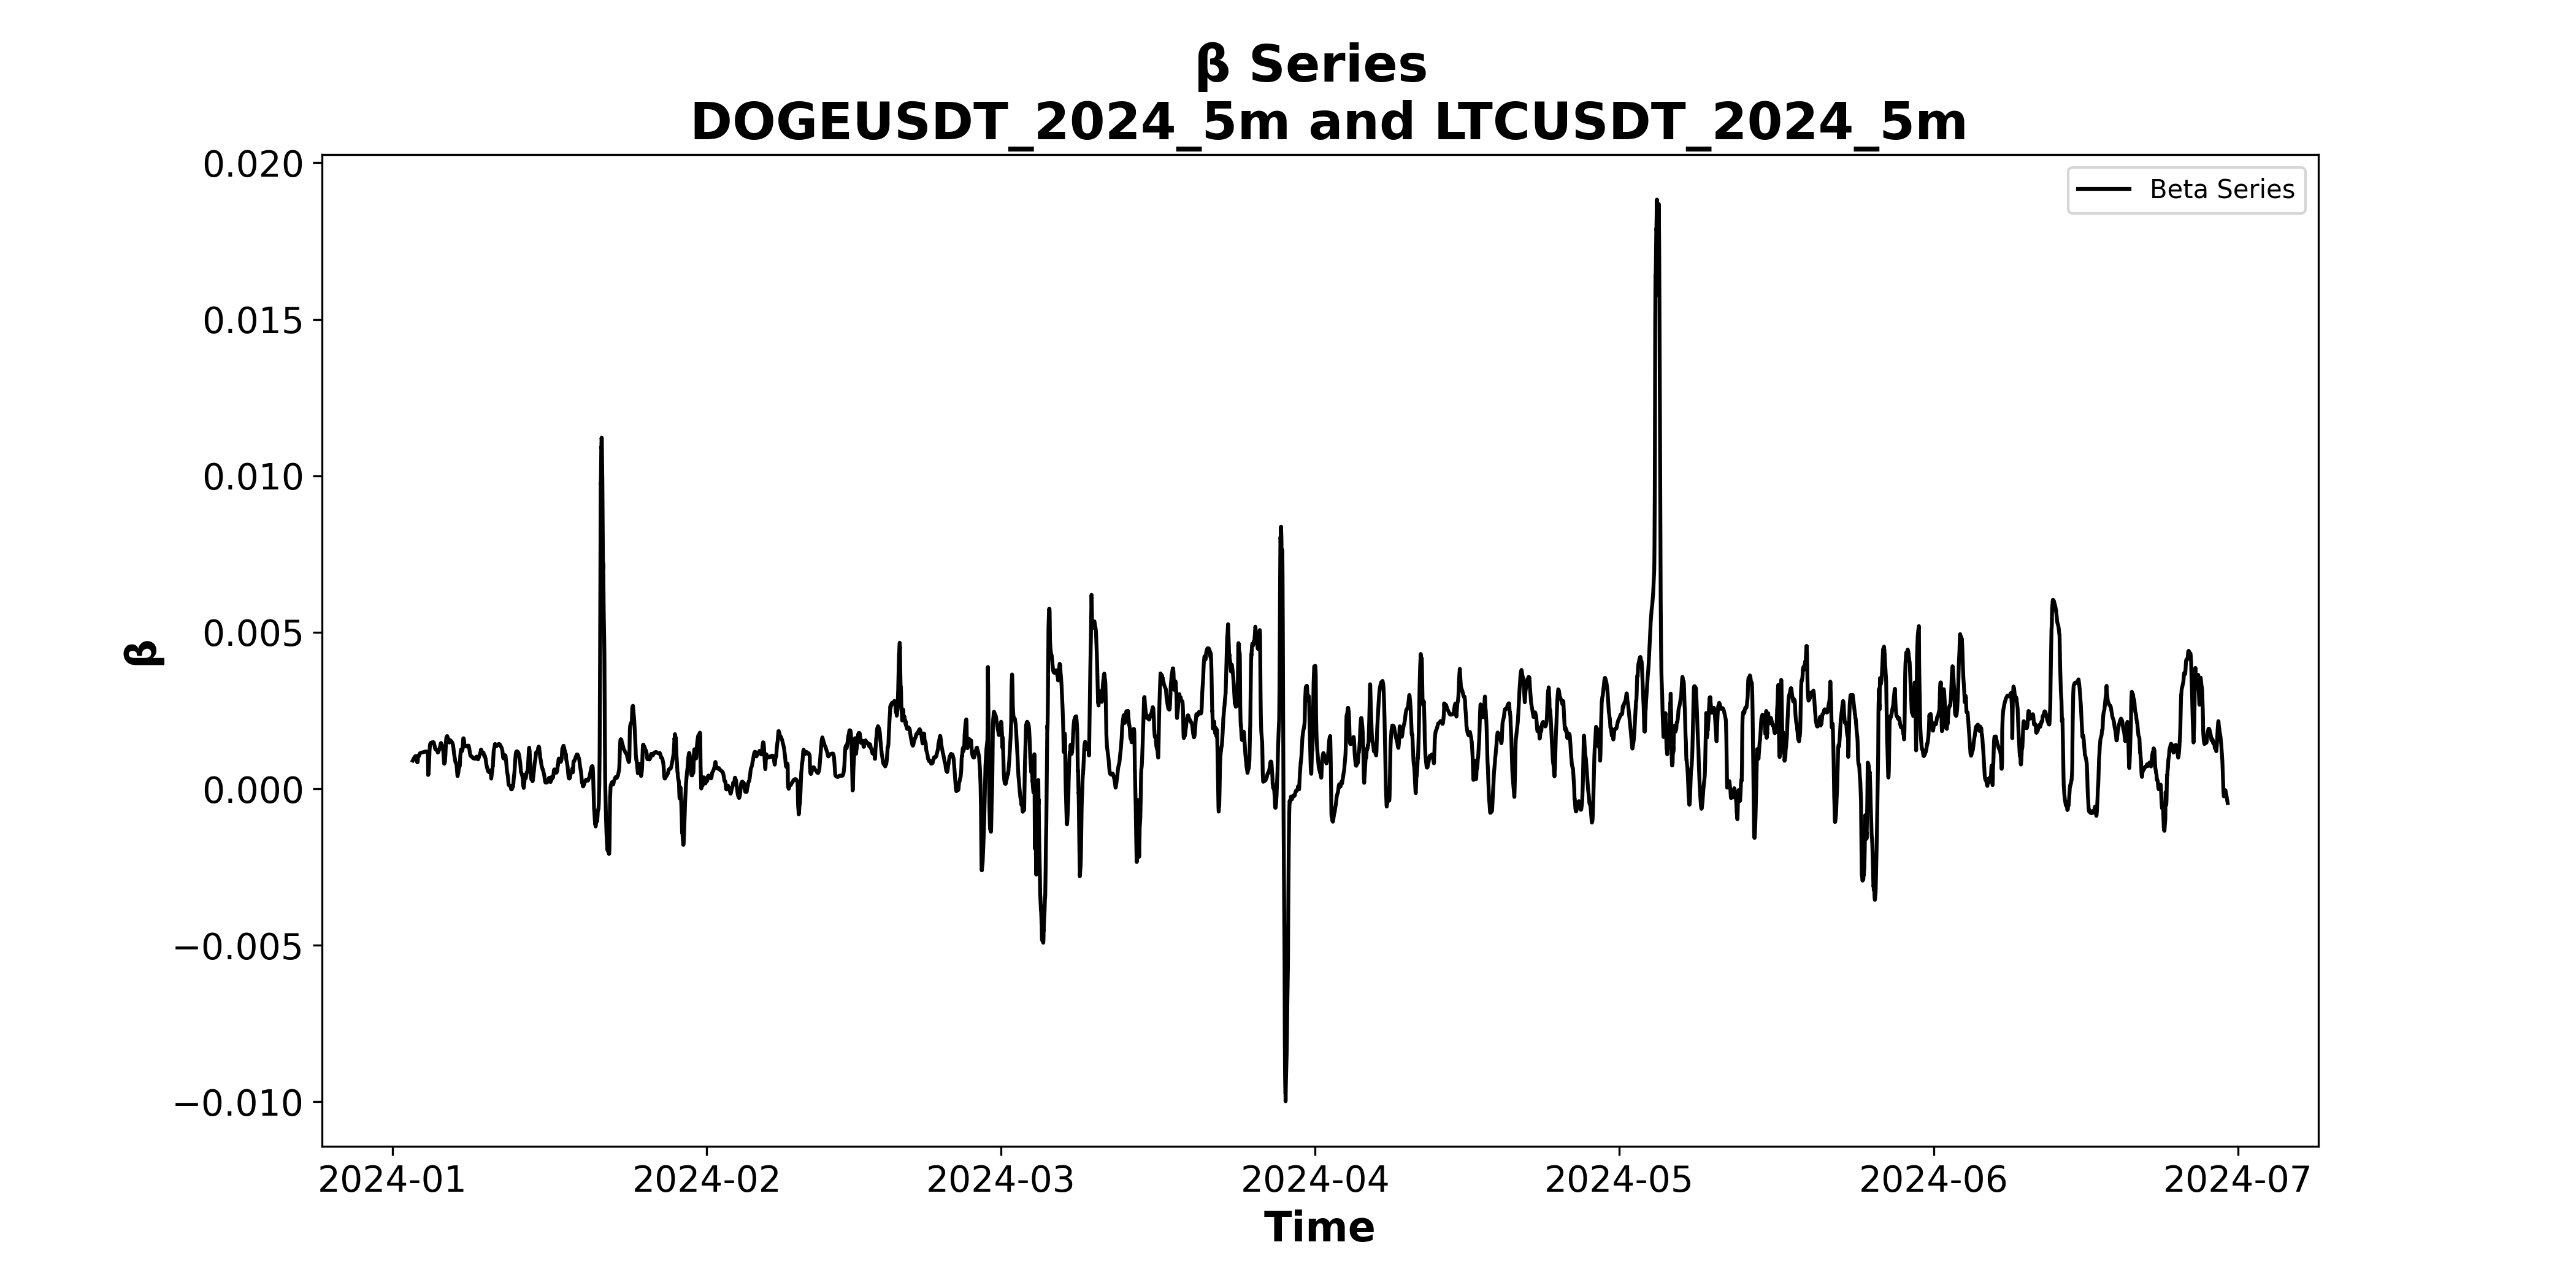 β Series
DOGEUSDT_2024_5m and LTCUSDT_2024_5m
0.020
0.015
0.010
0.005
0.000
−0.005
−0.010
β
Beta Series
2024-01 2024-02 2024-03 2024-04 2024-05 2024-06 2024-07
Time